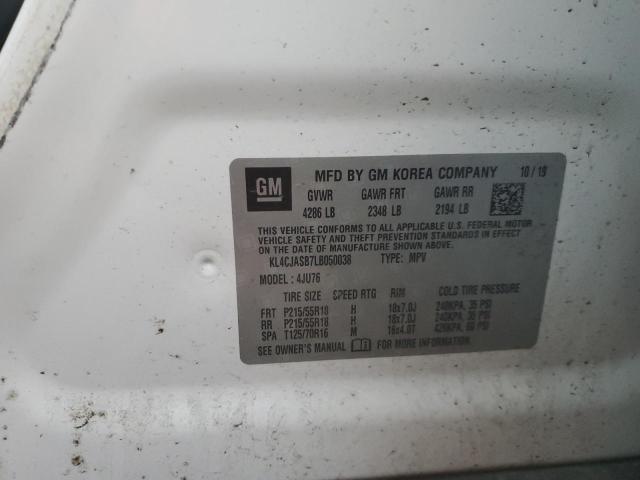 GM
MFD BY GM KOREA COMPANY 10/19
GVWR GAWR FRT GAWR RR
4286 LB 2348 LB 2194 LB
THIS VEHICLE CONFORMS TO ALL APPLICABLE U.S. FEDERAL MOTOR
VEHICLE SAFETY, BUMPER, AND THEFT PREVENTION STANDARDS IN EFFECT
ON THE DATE OF MANUFACTURE SHOWN ABOVE.
KL4CJASB7LB050038 TYPE: MPV
MODEL: 4JU76
TIRE SIZE SPEED RTG RIM COLD TIRE PRESSURE
FRT P215/55R18 H 18x7.0J 240KPA, 35 PSI
RR P215/55R18 H 18x7.0J 240KPA, 35 PSI
SPA T125/70R16 M 16x4.0T 420KPA, 60 PSI
SEE OWNER'S MANUAL FOR MORE INFORMATION